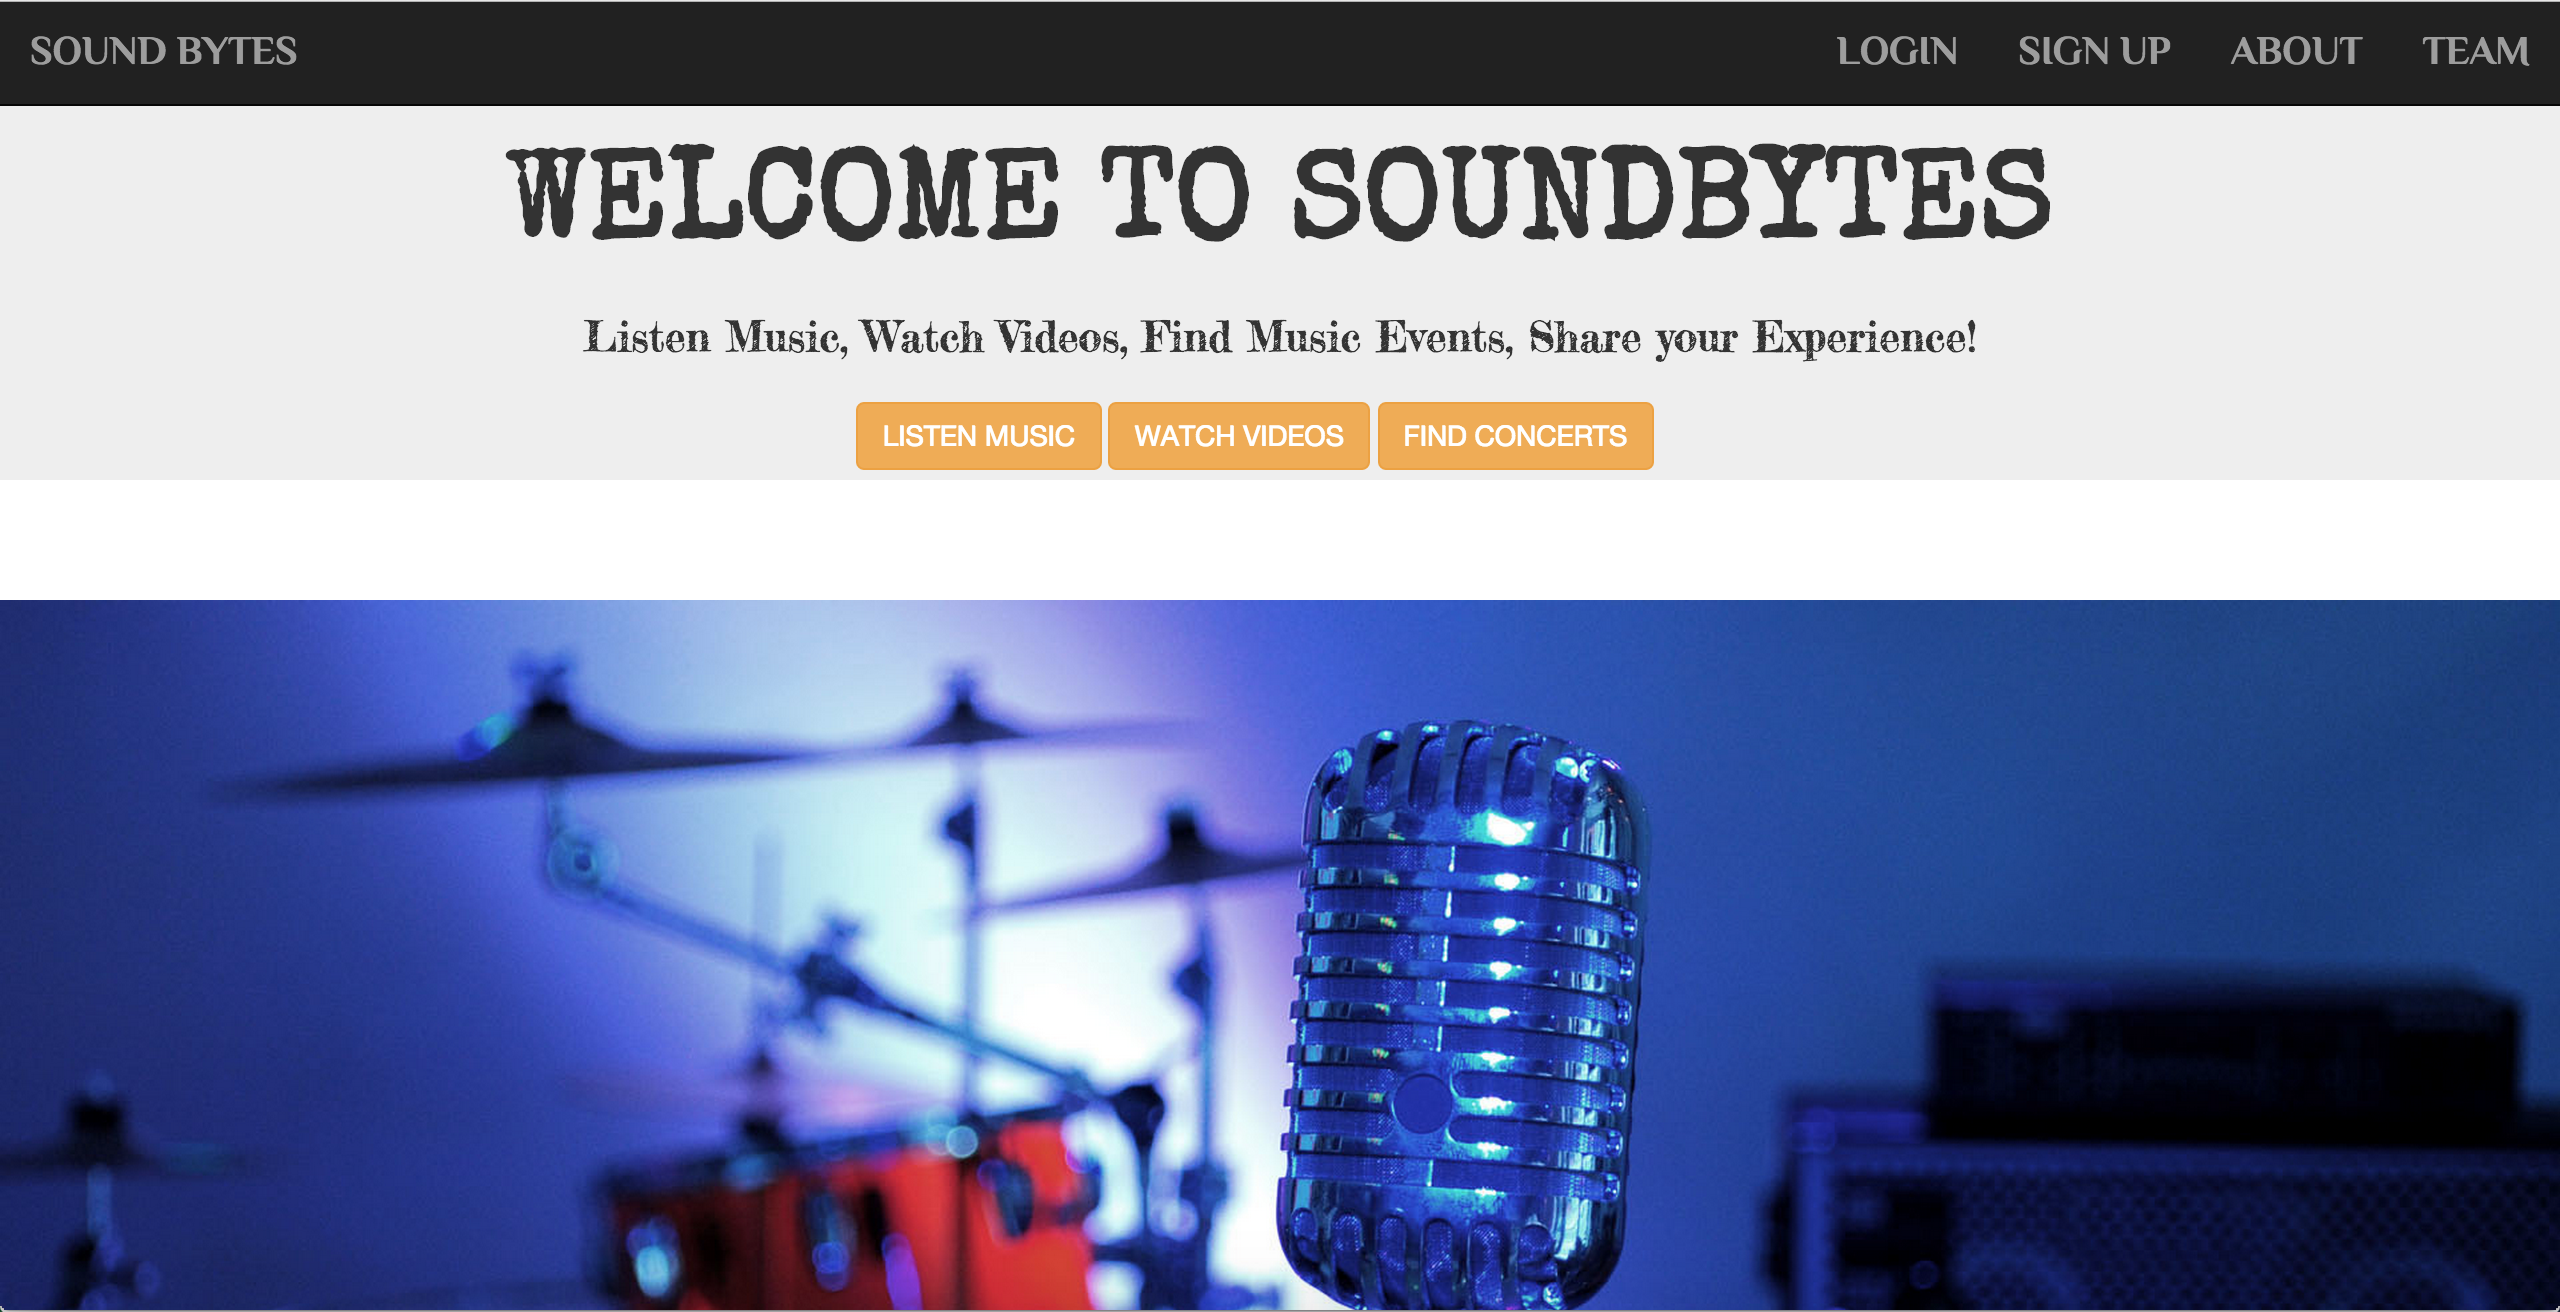 SOUND BYTES LOGIN SIGN UP ABOUT TEAM
WELCOME TO SOUNDBYTES
Listen Music, Watch Videos, Find Music Events, Share your Experience!
LISTEN MUSIC WATCH VIDEOS FIND CONCERTS